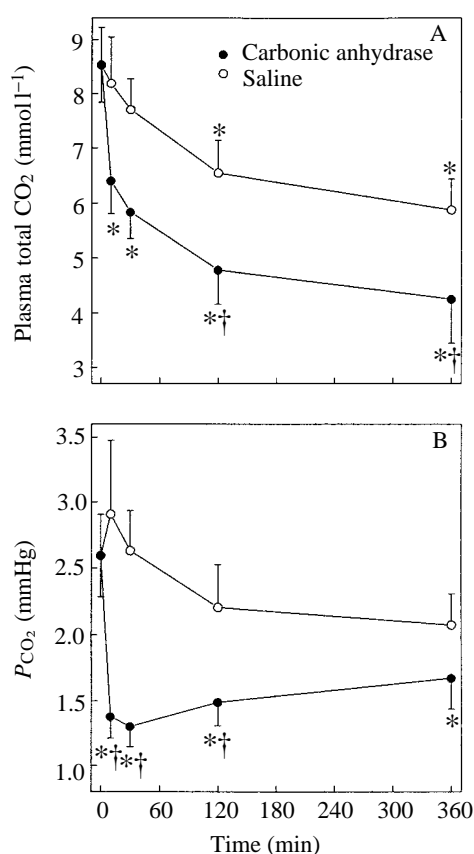 A
Carbonic anhydrase
Saline
Plasma total CO₂ (mmol l⁻¹)
9
8
7
6
5
4
3
*
*
*
*
*†
*†
B
P_CO₂ (mmHg)
3.5
3.0
2.5
2.0
1.5
1.0
*†
*†
*†
*
0 60 120 180 240 300 360
Time (min)